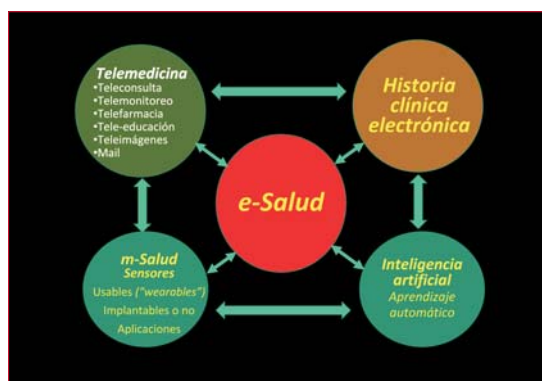 Telemedicina
•Teleconsulta
•Telemonitoreo
•Telefarmacia
•Tele-educación
•Teleimágenes
•Mail
Historia
clínica
electrónica
e-Salud
m-Salud
Sensores
Usables ("wearables")
Implantables o no
Aplicaciones
Inteligencia
artificial
Aprendizaje
automático